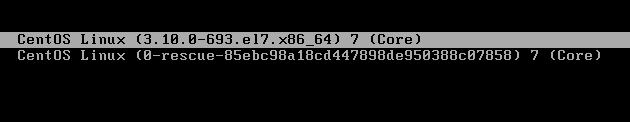 CentOS Linux (3.10.0-693.el7.x86_64) 7 (Core)
CentOS Linux (0-rescue-85ebc98a18cd447898de950388c07858) 7 (Core)